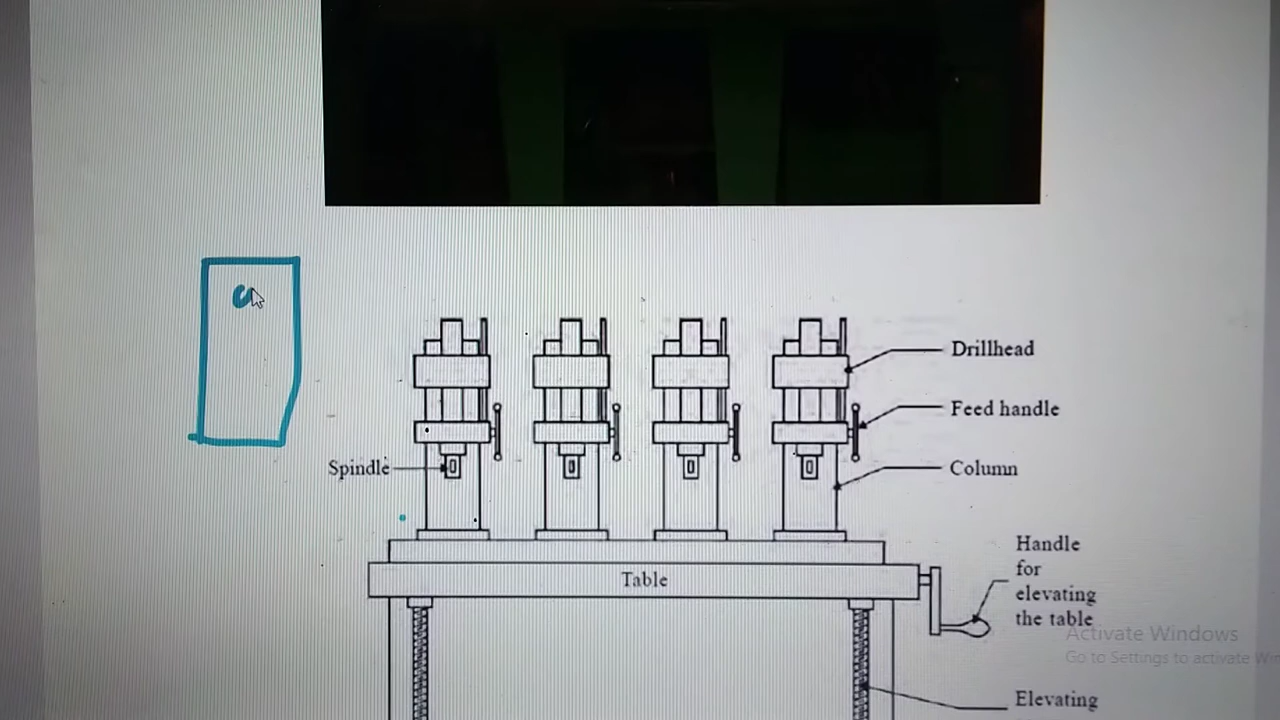 Drillhead
Feed handle
Spindle
Column
Handle
for
elevating
the table
Table
Activate Windows
Go to Settings to activate
Elevating